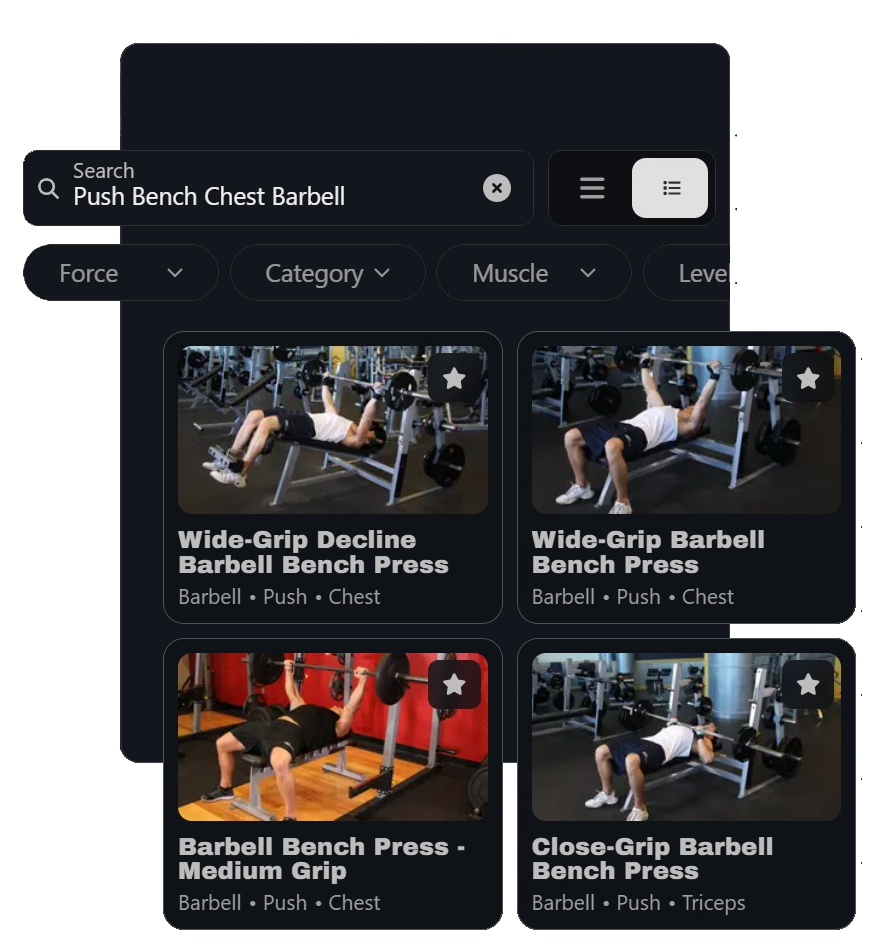 Search
Push Bench Chest Barbell
Force
Category
Muscle
Level
Wide-Grip Decline
Barbell Bench Press
Barbell • Push • Chest
Wide-Grip Barbell
Bench Press
Barbell • Push • Chest
Barbell Bench Press -
Medium Grip
Barbell • Push • Chest
Close-Grip Barbell
Bench Press
Barbell • Push • Triceps